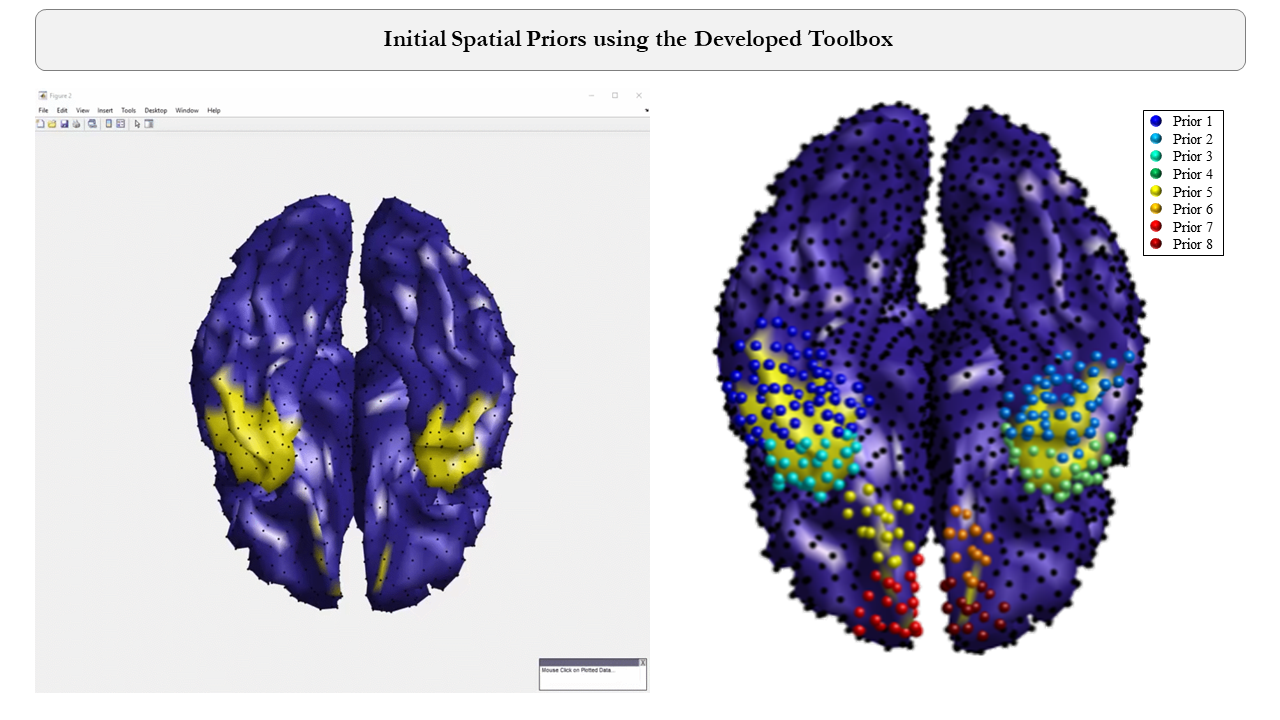 Initial Spatial Priors using the Developed Toolbox
Figure 2
File Edit View Insert Tools Desktop Window Help
Mouse Click on Plotted Data...
Prior 1
Prior 2
Prior 3
Prior 4
Prior 5
Prior 6
Prior 7
Prior 8